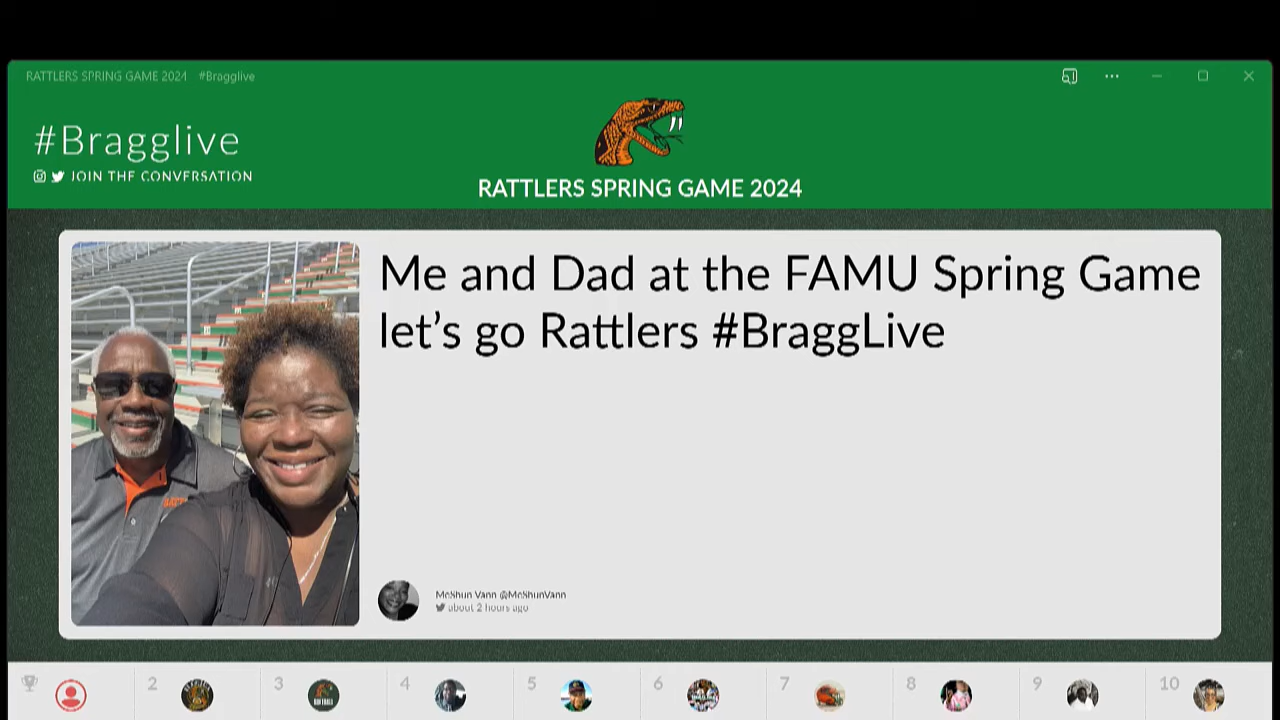 RATTLERS SPRING GAME 2024 #Bragglive
#Bragglive
JOIN THE CONVERSATION
RATTLERS SPRING GAME 2024
Me and Dad at the FAMU Spring Game
let's go Rattlers #BraggLive
McShun Vann @McShunVann
about 2 hours ago
2 3 4 5 6 7 8 9 10